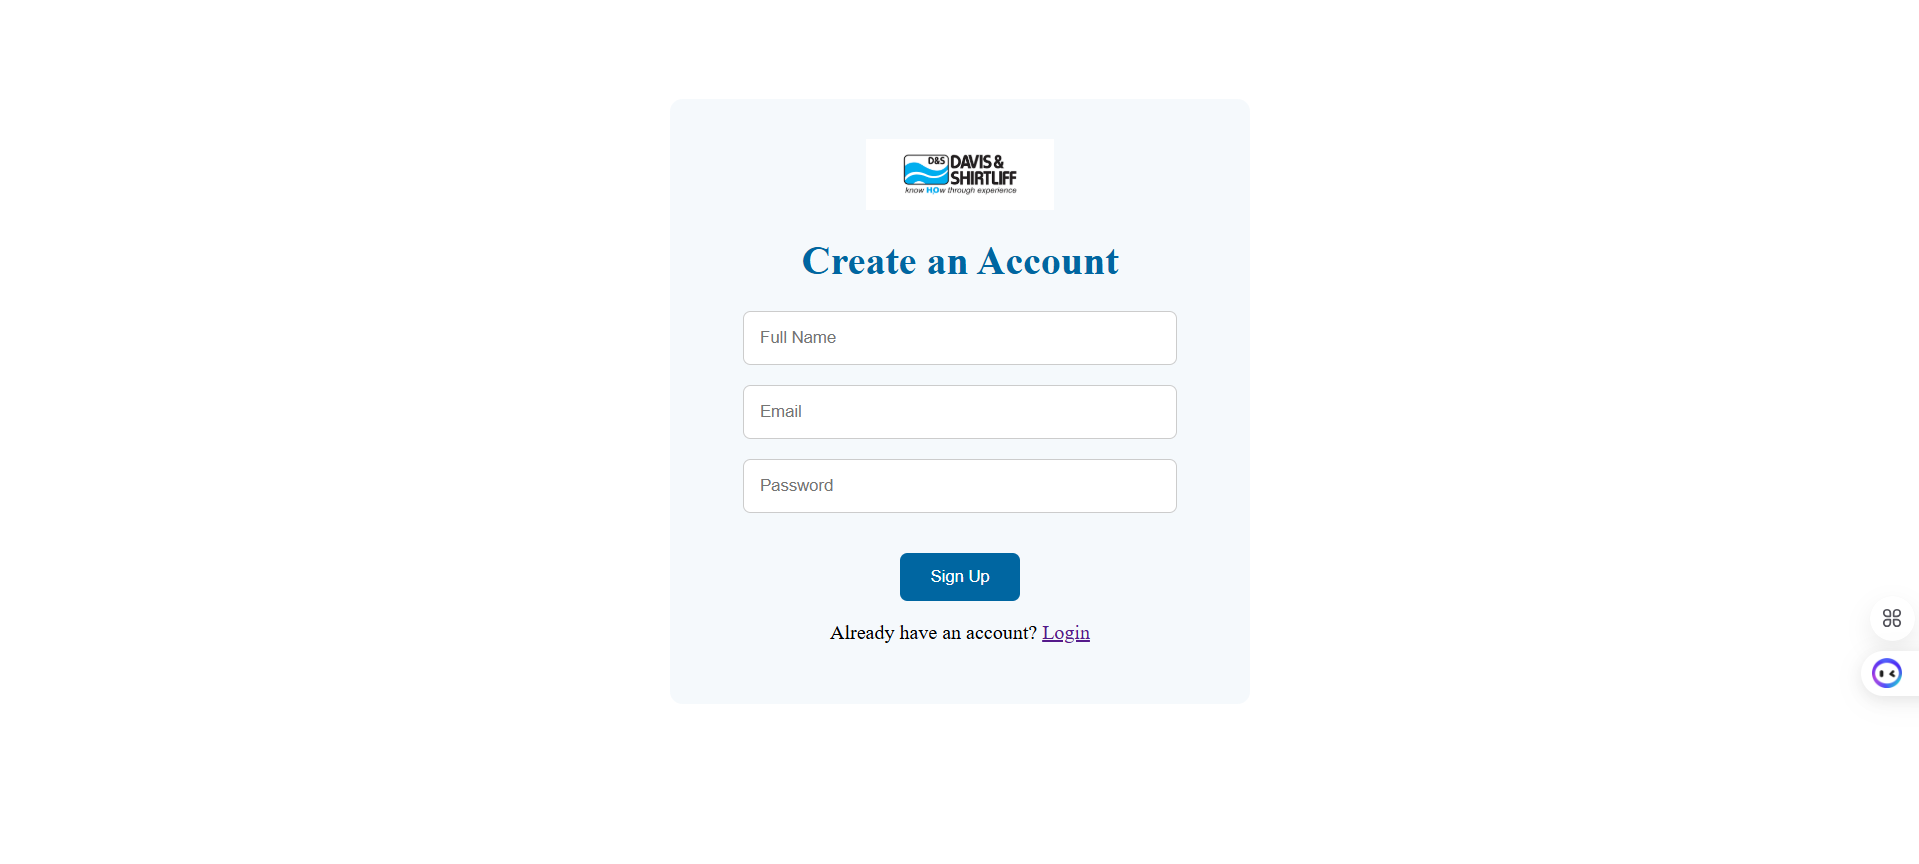 D&S DAVIS &
SHIRTLIFF
know H2Ow through experience
Create an Account
Full Name
Email
Password
Sign Up
Already have an account? Login